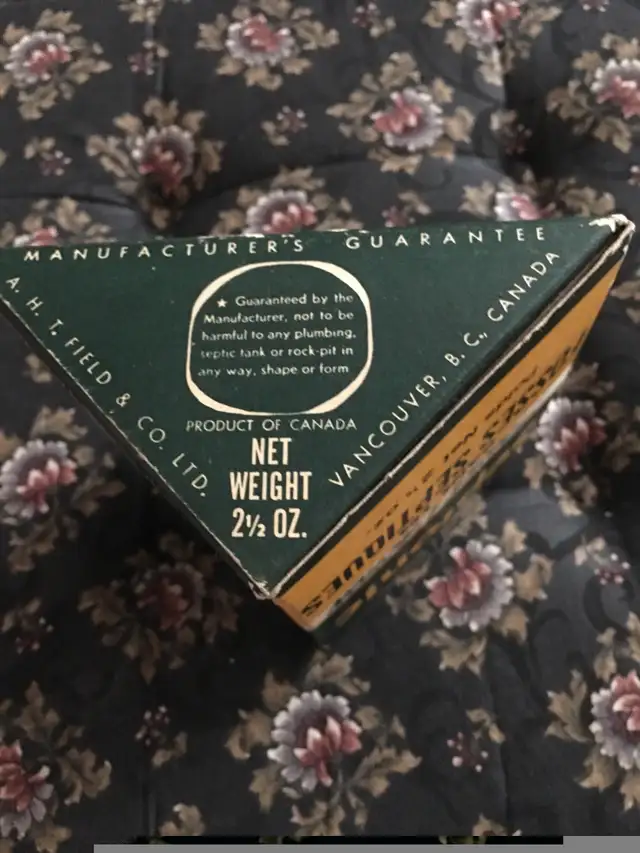 MANUFACTURER'S GUARANTEE
A. H. T. FIELD & CO. LTD.
VANCOUVER, B. C., CANADA
★ Guaranteed by the
Manufacturer, not to be
harmful to any plumbing,
septic tank or rock-pit in
any way, shape or form
PRODUCT OF CANADA
NET
WEIGHT
2½ OZ.